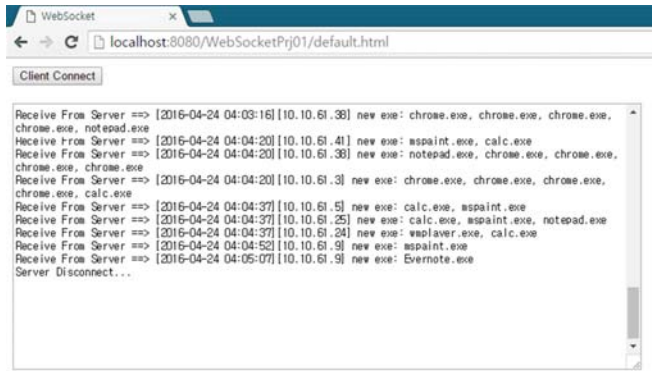 WebSocket
localhost:8080/WebSocketPrj01/default.html
Client Connect
Receive From Server ==> [2016-04-24 04:03:16][10.10.61.38] new exe: chrome.exe, chrome.exe, chrome.exe,
chrome.exe, notepad.exe
Receive From Server ==> [2016-04-24 04:04:20][10.10.61.41] new exe: mspaint.exe, calc.exe
Receive From Server ==> [2016-04-24 04:04:20][10.10.61.38] new exe: notepad.exe, chrome.exe, chrome.exe,
chrome.exe, chrome.exe
Receive From Server ==> [2016-04-24 04:04:20][10.10.61.3] new exe: chrome.exe, chrome.exe, chrome.exe,
chrome.exe, calc.exe
Receive From Server ==> [2016-04-24 04:04:37][10.10.61.5] new exe: calc.exe, mspaint.exe
Receive From Server ==> [2016-04-24 04:04:37][10.10.61.25] new exe: calc.exe, mspaint.exe, notepad.exe
Receive From Server ==> [2016-04-24 04:04:37][10.10.61.24] new exe: wmplayer.exe, calc.exe
Receive From Server ==> [2016-04-24 04:04:52][10.10.61.9] new exe: mspaint.exe
Receive From Server ==> [2016-04-24 04:05:07][10.10.61.9] new exe: Evernote.exe
Server Disconnect...